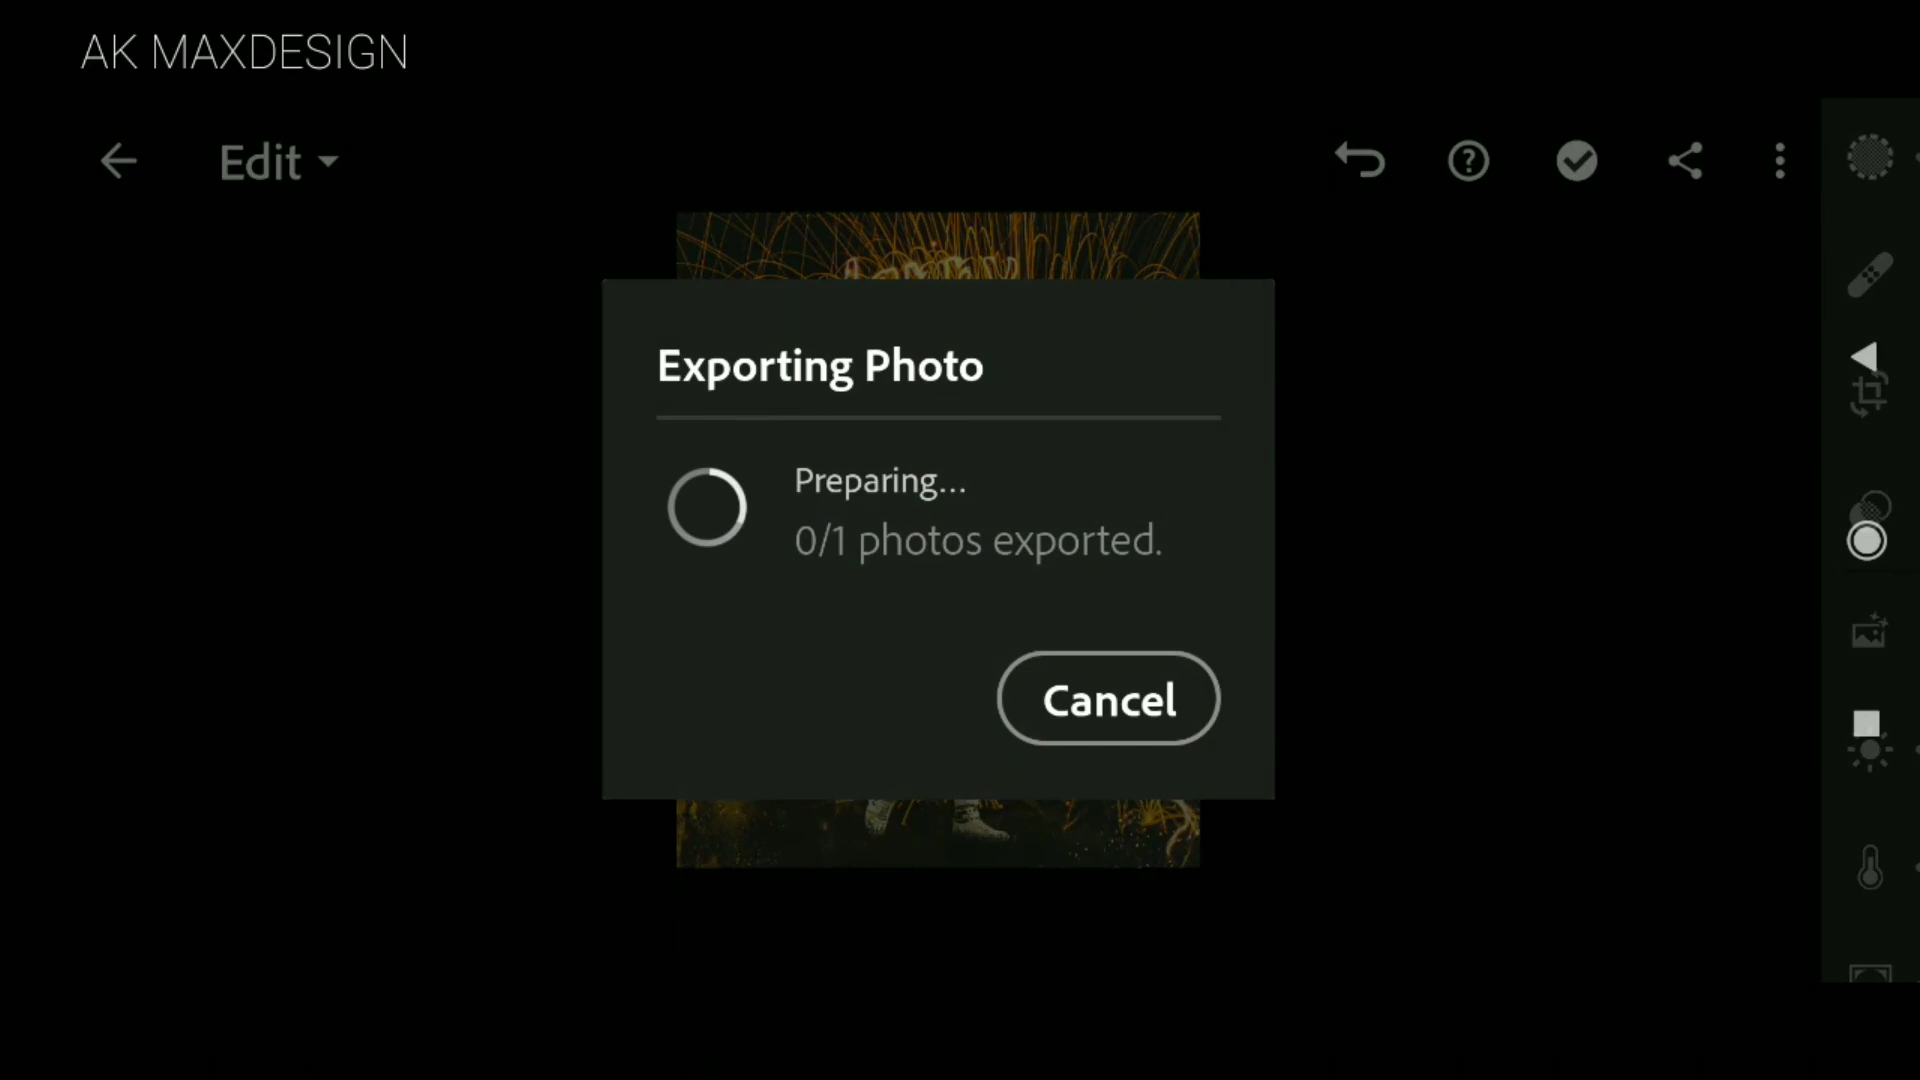 AK MAXDESIGN
Edit
Exporting Photo
Preparing...
0/1 photos exported.
Cancel